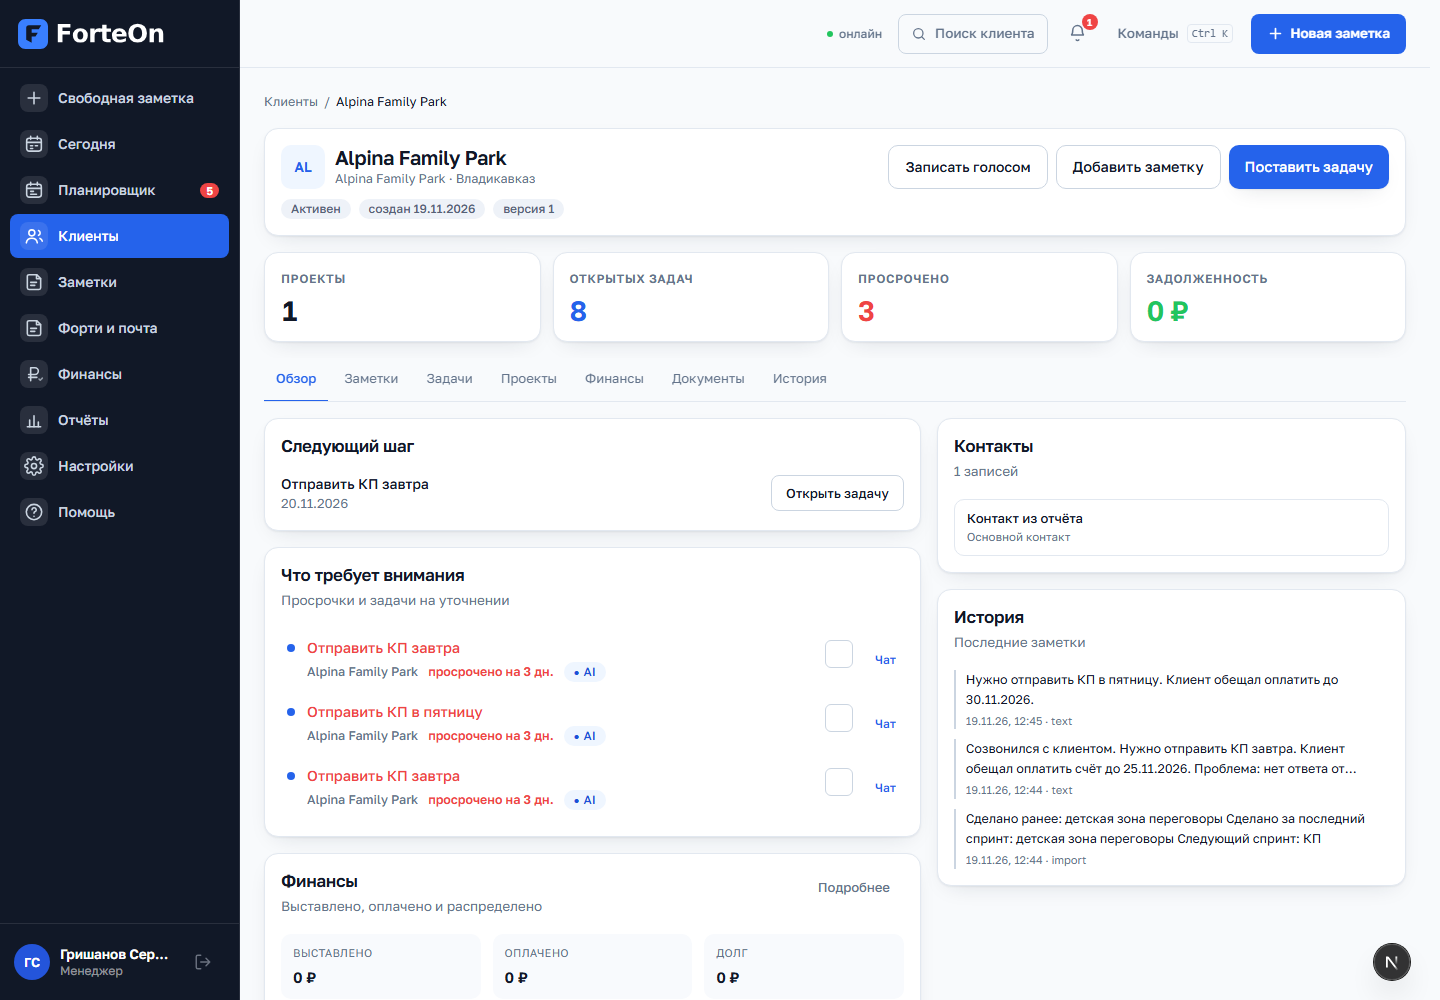 ForteOn
онлайн
Поиск клиента
1
Команды
Ctrl K
Новая заметка
Свободная заметка
Сегодня
Планировщик
5
Клиенты
Заметки
Форти и почта
Финансы
Отчёты
Настройки
Помощь
ГС
Гришанов Сер...
Менеджер
Клиенты / Alpina Family Park
AL
Alpina Family Park
Alpina Family Park · Владикавказ
Активен
создан 19.11.2026
версия 1
Записать голосом
Добавить заметку
Поставить задачу
ПРОЕКТЫ
1
ОТКРЫТЫХ ЗАДАЧ
8
ПРОСРОЧЕНО
3
ЗАДОЛЖЕННОСТЬ
0 ₽
Обзор
Заметки
Задачи
Проекты
Финансы
Документы
История
Следующий шаг
Отправить КП завтра
20.11.2026
Открыть задачу
Что требует внимания
Просрочки и задачи на уточнении
Отправить КП завтра
Alpina Family Park просрочено на 3 дн. • AI
Чат
Отправить КП в пятницу
Alpina Family Park просрочено на 3 дн. • AI
Чат
Отправить КП завтра
Alpina Family Park просрочено на 3 дн. • AI
Чат
Финансы
Выставлено, оплачено и распределено
Подробнее
ВЫСТАВЛЕНО
0 ₽
ОПЛАЧЕНО
0 ₽
ДОЛГ
0 ₽
Контакты
1 записей
Контакт из отчёта
Основной контакт
История
Последние заметки
Нужно отправить КП в пятницу. Клиент обещал оплатить до
30.11.2026.
19.11.26, 12:45 · text
Созвонился с клиентом. Нужно отправить КП завтра. Клиент
обещал оплатить счёт до 25.11.2026. Проблема: нет ответа от...
19.11.26, 12:44 · text
Сделано ранее: детская зона переговоры Сделано за последний
спринт: детская зона переговоры Следующий спринт: КП
19.11.26, 12:44 · import
N